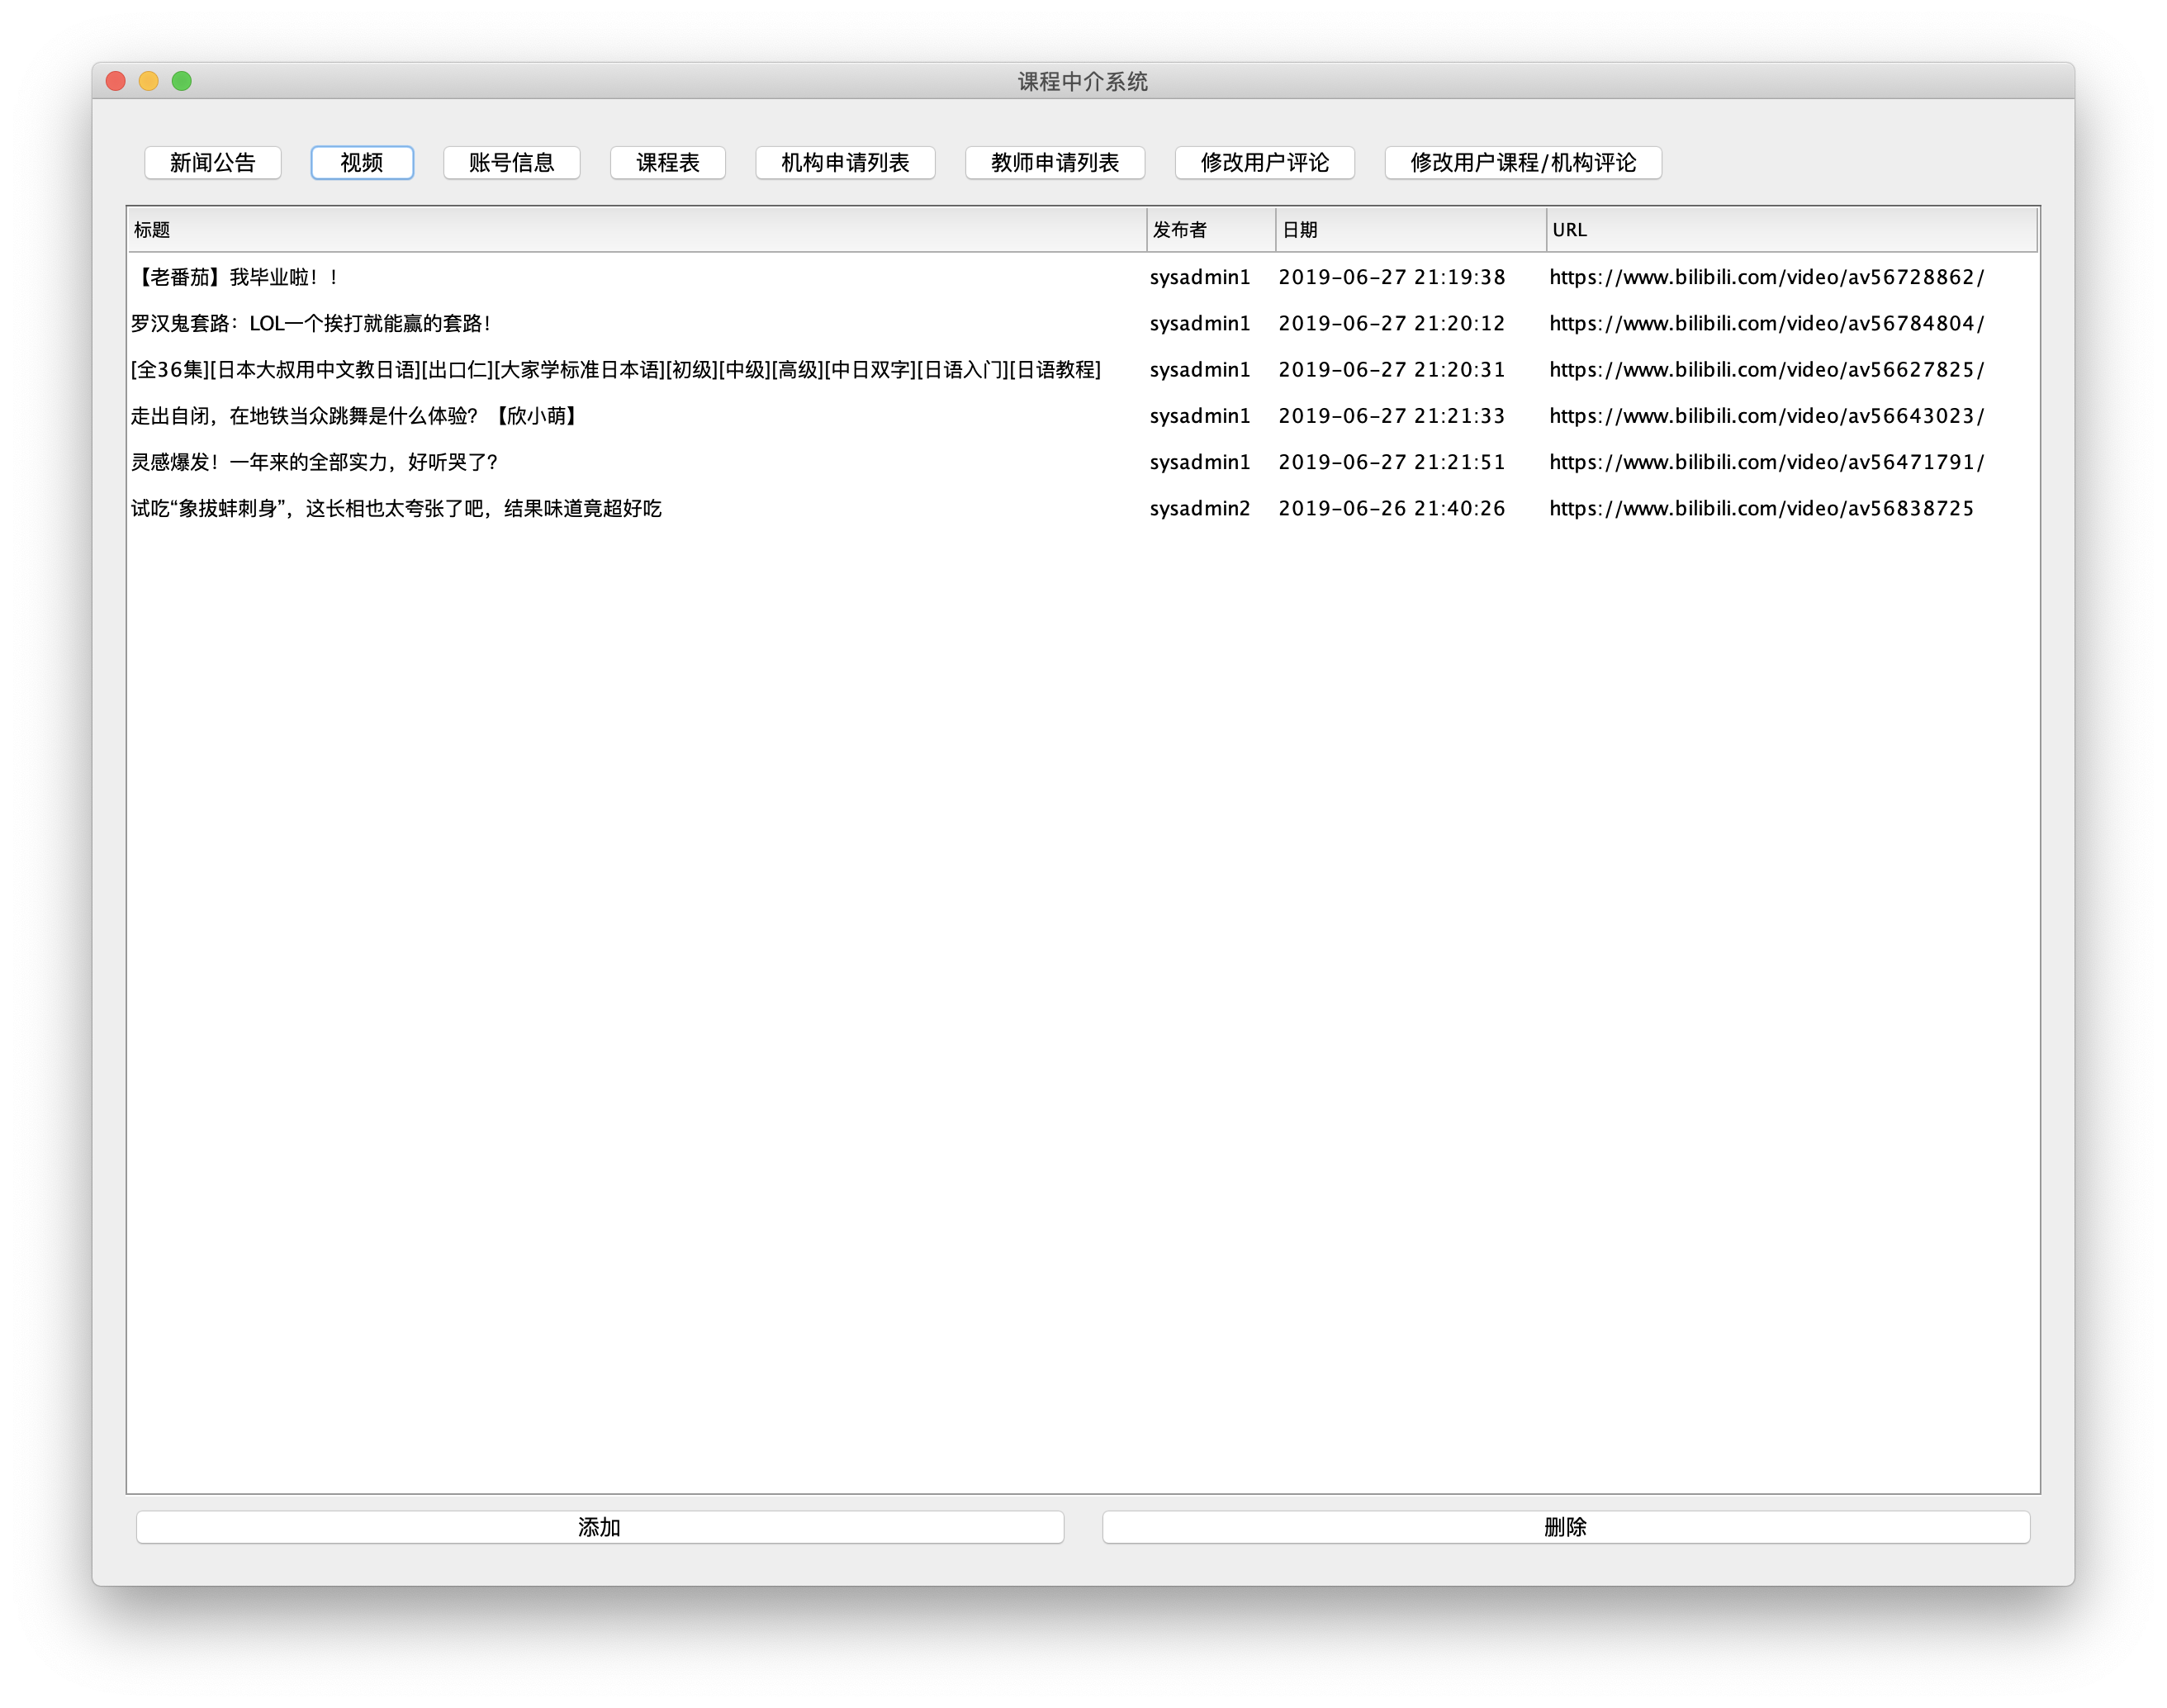 课程中介系统
新闻公告 视频 账号信息 课程表 机构申请列表 教师申请列表 修改用户评论 修改用户课程/机构评论
标题 发布者 日期 URL
【老番茄】我毕业啦！！ sysadmin1 2019-06-27 21:19:38 https://www.bilibili.com/video/av56728862/
罗汉鬼套路：LOL一个挨打就能赢的套路！ sysadmin1 2019-06-27 21:20:12 https://www.bilibili.com/video/av56784804/
[全36集][日本大叔用中文教日语][出口仁][大家学标准日本语][初级][中级][高级][中日双字][日语入门][日语教程] sysadmin1 2019-06-27 21:20:31 https://www.bilibili.com/video/av56627825/
走出自闭，在地铁当众跳舞是什么体验？【欣小萌】 sysadmin1 2019-06-27 21:21:33 https://www.bilibili.com/video/av56643023/
灵感爆发！一年来的全部实力，好听哭了？ sysadmin1 2019-06-27 21:21:51 https://www.bilibili.com/video/av56471791/
试吃“象拔蚌刺身”，这长相也太夸张了吧，结果味道竟超好吃 sysadmin2 2019-06-26 21:40:26 https://www.bilibili.com/video/av56838725
添加 删除